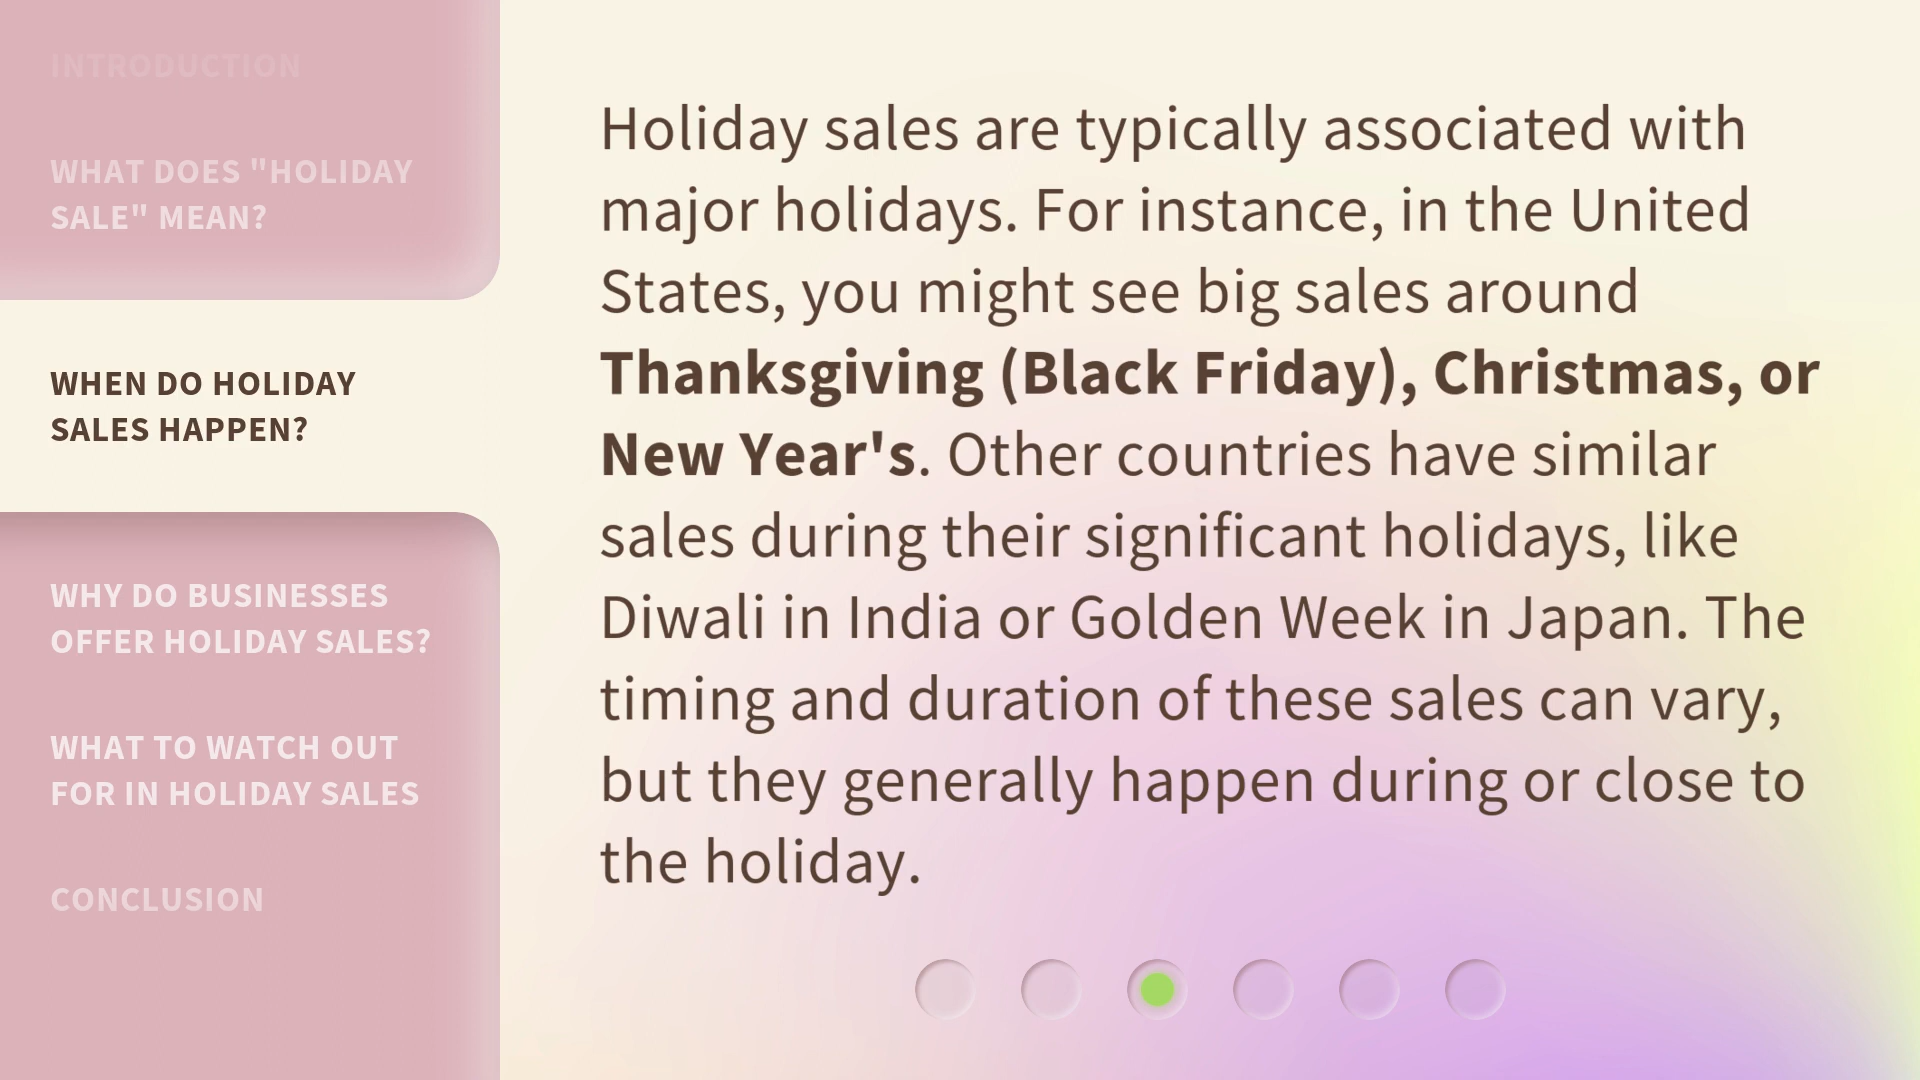 INTRODUCTION
WHAT DOES "HOLIDAY
SALE" MEAN?
WHEN DO HOLIDAY
SALES HAPPEN?
WHY DO BUSINESSES
OFFER HOLIDAY SALES?
WHAT TO WATCH OUT
FOR IN HOLIDAY SALES
CONCLUSION
Holiday sales are typically associated with
major holidays. For instance, in the United
States, you might see big sales around
Thanksgiving (Black Friday), Christmas, or
New Year's. Other countries have similar
sales during their significant holidays, like
Diwali in India or Golden Week in Japan. The
timing and duration of these sales can vary,
but they generally happen during or close to
the holiday.